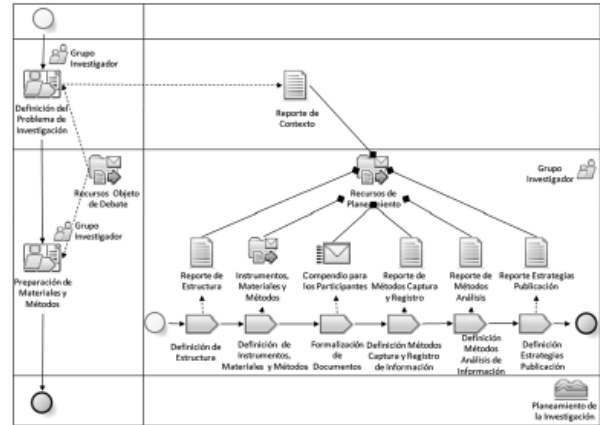 Grupo
Investigador
Definición del
Problema de
Investigación
Reporte de
Contexto
Recursos Objeto
de Debate
Grupo
Investigador
Preparación de
Materiales y
Métodos
Recursos de
Planeamiento
Grupo
Investigador
Reporte de
Estructura
Instrumentos,
Materiales y
Métodos
Compendio para
los Participantes
Reporte de
Métodos Captura
y Registro
Reporte de
Métodos
Análisis
Reporte Estrategias
Publicación
Definición de
Estructura
Definición de
Instrumentos,
Materiales y Métodos
Formalización
de
Documentos
Definición Métodos
Captura y Registro
de Información
Definición
Métodos
Análisis de
Información
Definición
Estrategias
Publicación
Planeamiento de
la Investigación